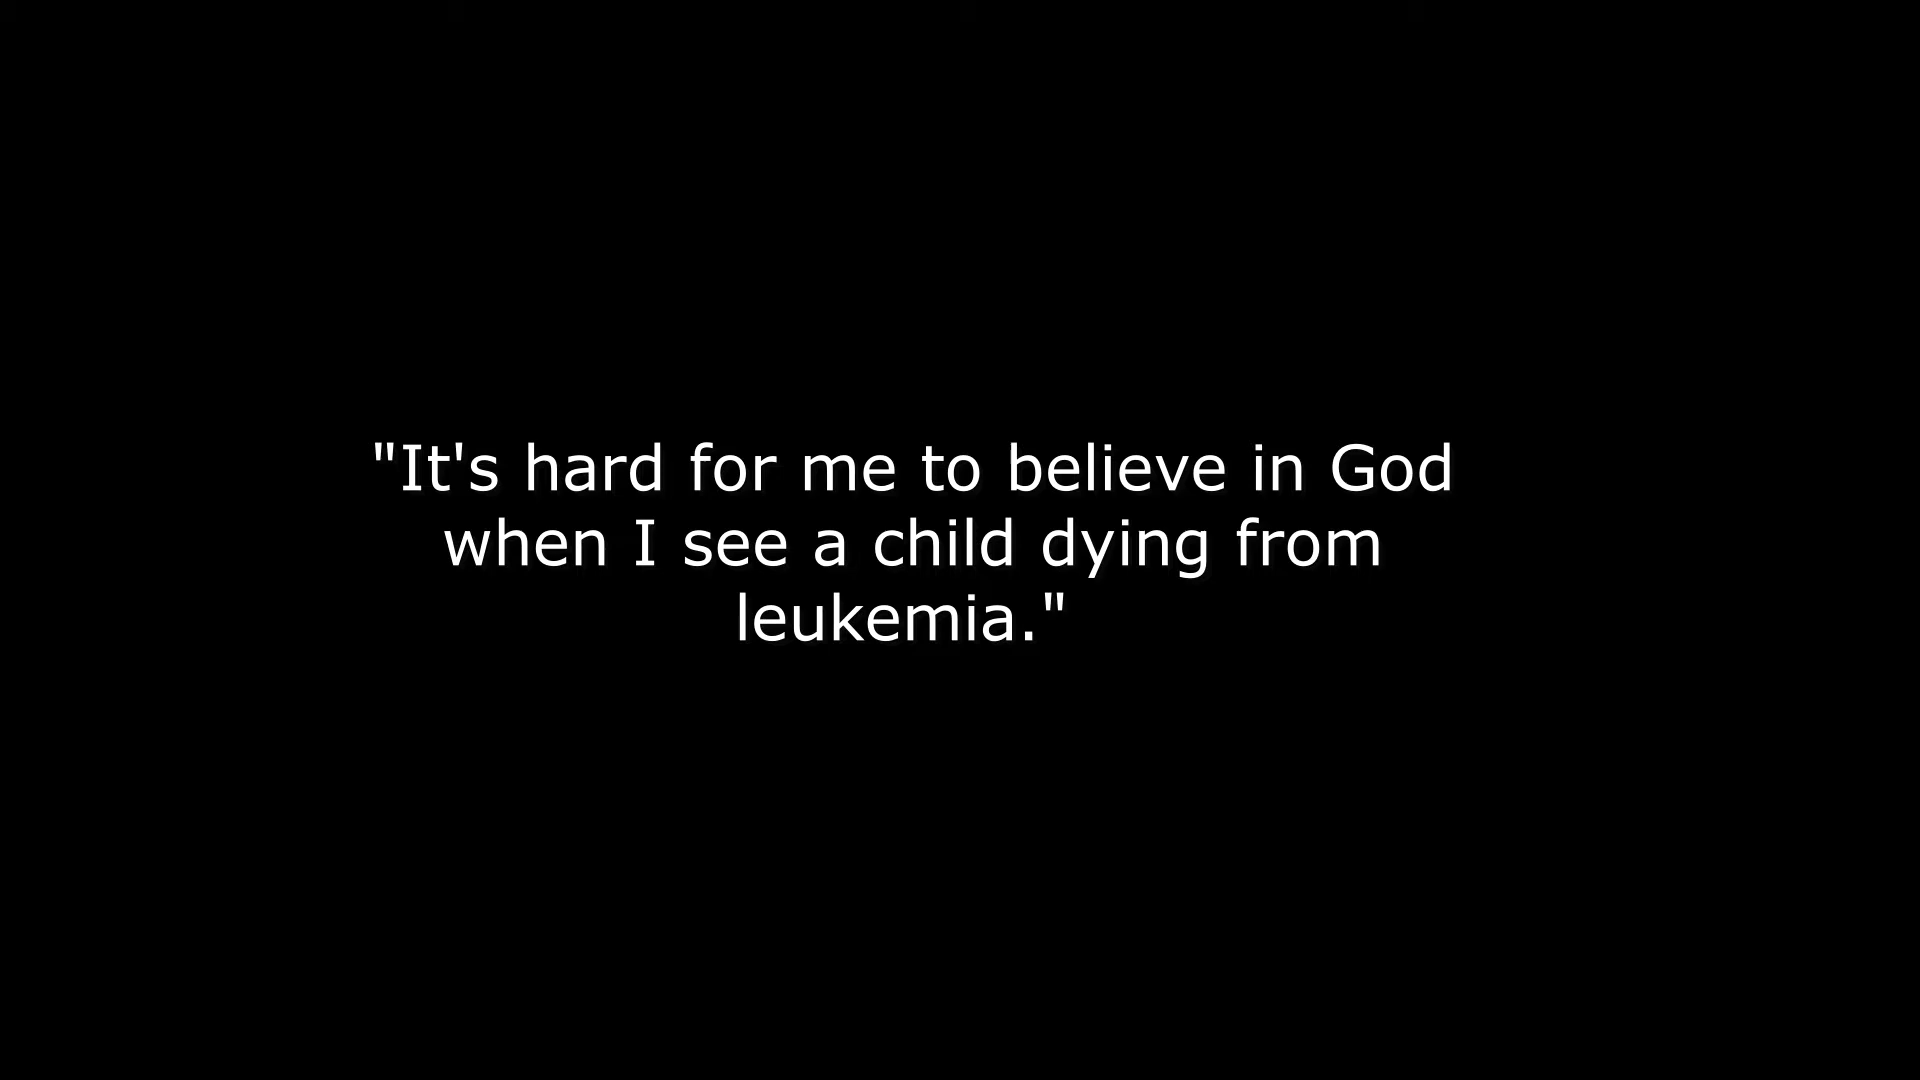 "It's hard for me to believe in God
when I see a child dying from
leukemia."